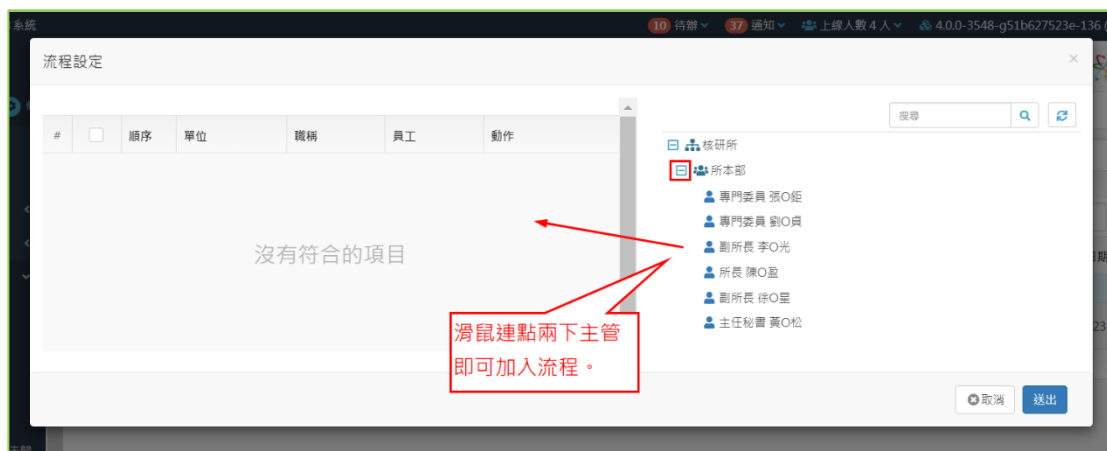 系統
10 待辦
37 通知
上線人數 4 人
4.0.0-3548-g51b627523e-136 (
流程設定
×
搜尋
# 順序 單位 職稱 員工 動作
核研所
所本部
專門委員 張O鉅
專門委員 劉O貞
副所長 李O光
所長 陳O盈
副所長 徐O星
主任秘書 黃O松
沒有符合的項目
滑鼠連點兩下主管
即可加入流程。
期
23
取消
送出